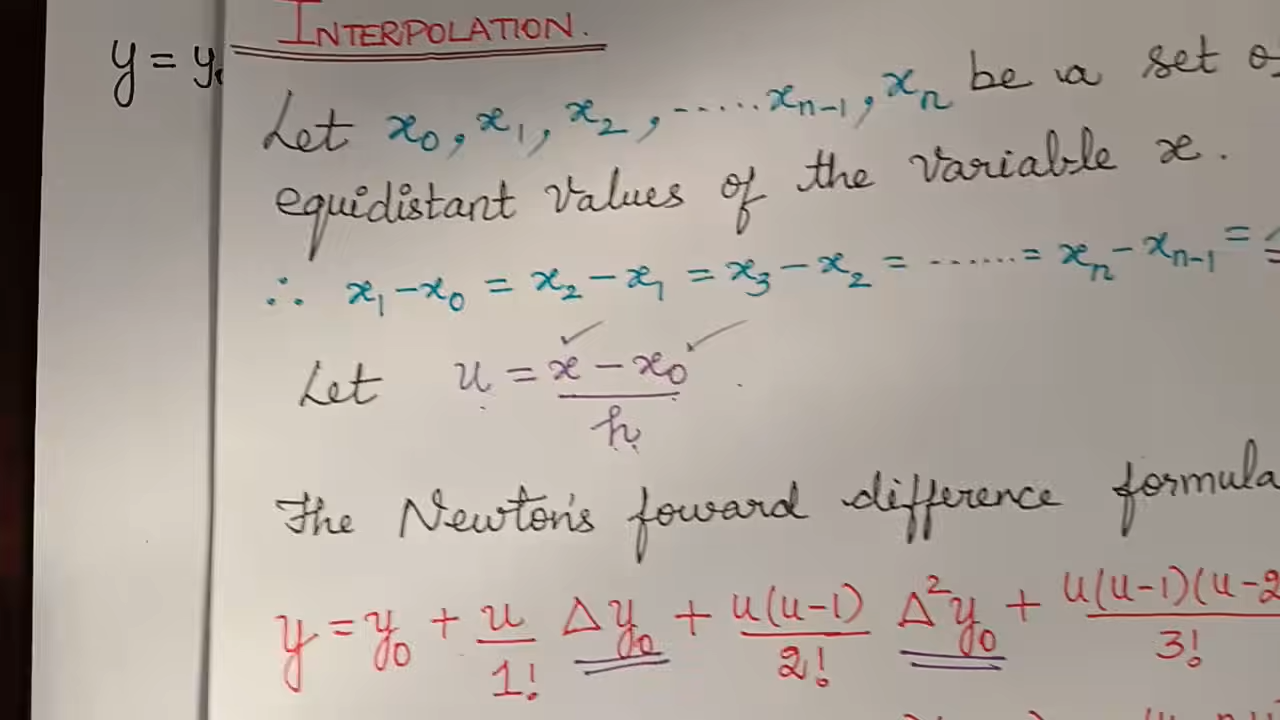 INTERPOLATION.
y = y
Let x₀, x₁, x₂, ....... xₙ₋₁, xₙ be a set
equidistant values of the variable x.
∴ x₁ − x₀ = x₂ − x₁ = x₃ − x₂ = ....... = xₙ − xₙ₋₁ =
Let u = (x − x₀)/h
The Newton's foward difference formula
y = y₀ + u/1! Δy₀ + u(u−1)/2! Δ²y₀ + u(u−1)(u−2/3!